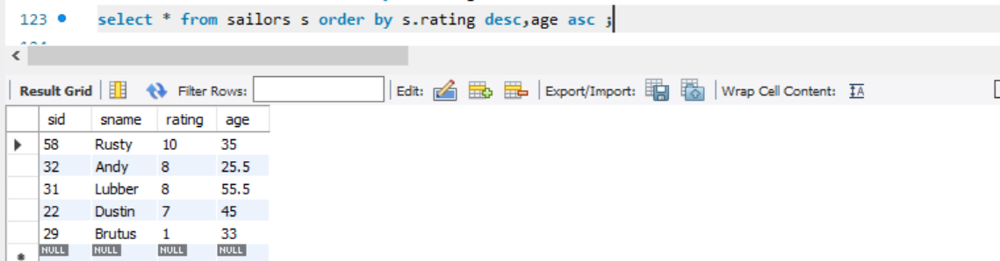 123 select * from sailors s order by s.rating desc,age asc ;
Result Grid Filter Rows: Edit: Export/Import: Wrap Cell Content: IA
sid sname rating age
58 Rusty 10 35
32 Andy 8 25.5
31 Lubber 8 55.5
22 Dustin 7 45
29 Brutus 1 33
NULL NULL NULL NULL